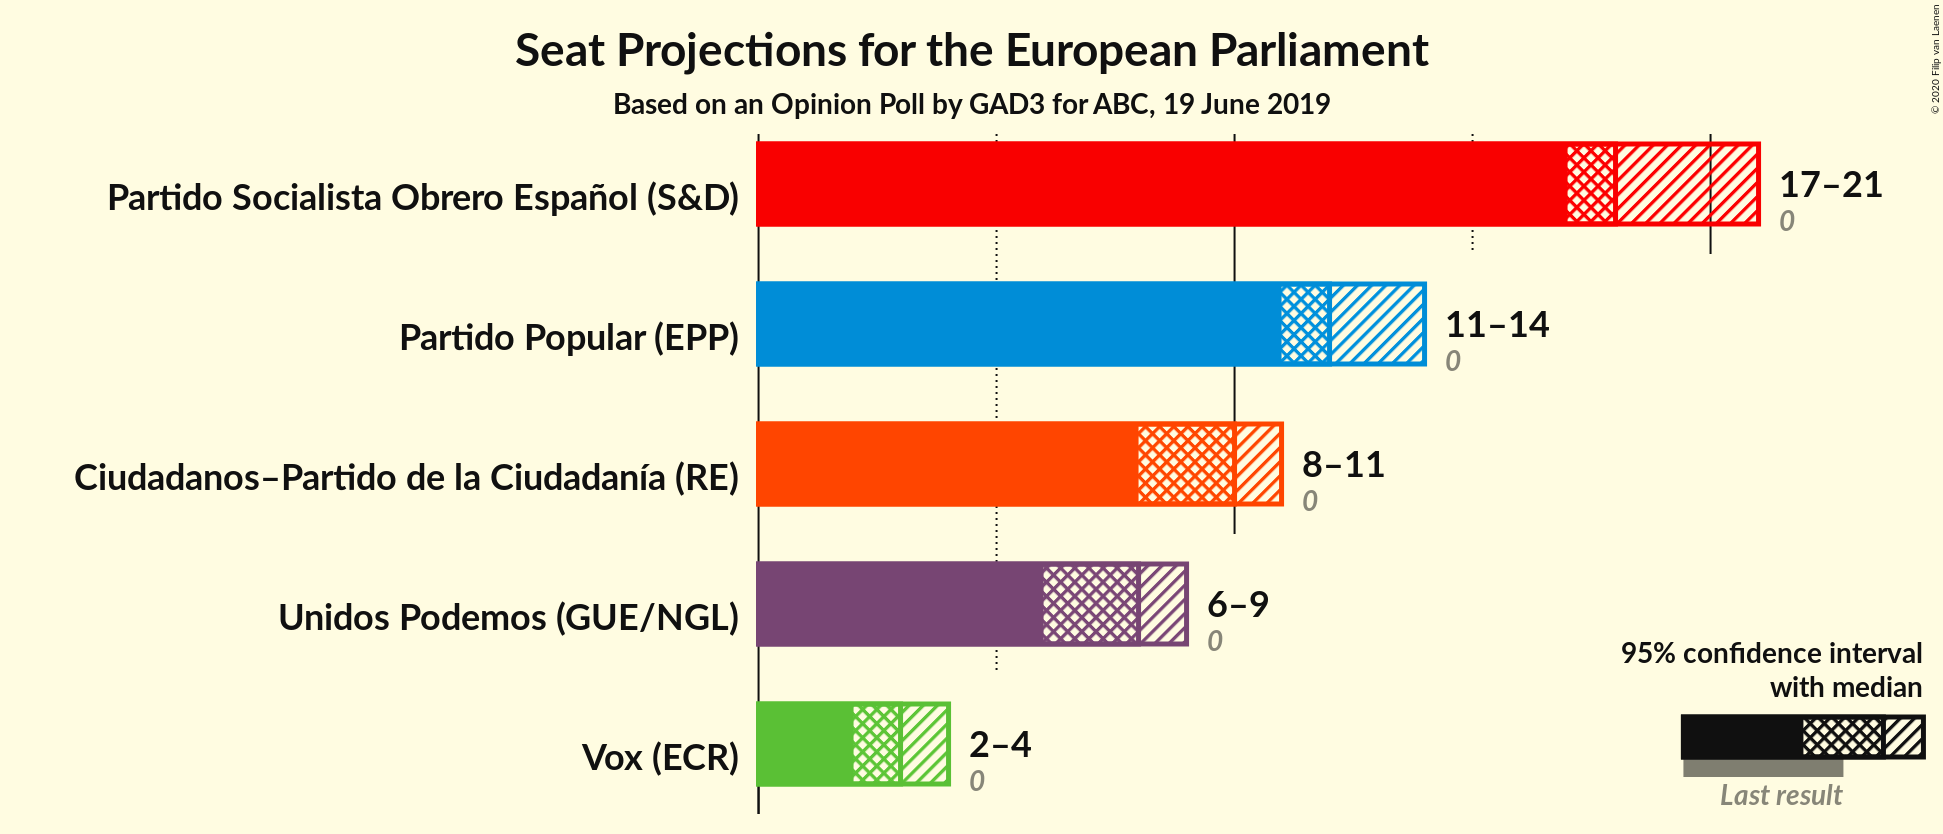 Seat Projections for the European Parliament
Based on an Opinion Poll by GAD3 for ABC, 19 June 2019
© 2020 Filip van Laenen
Partido Socialista Obrero Español (S&D)
17–21
0
Partido Popular (EPP)
11–14
0
Ciudadanos–Partido de la Ciudadanía (RE)
8–11
0
Unidos Podemos (GUE/NGL)
6–9
0
Vox (ECR)
2–4
0
95% confidence interval
with median
Last result